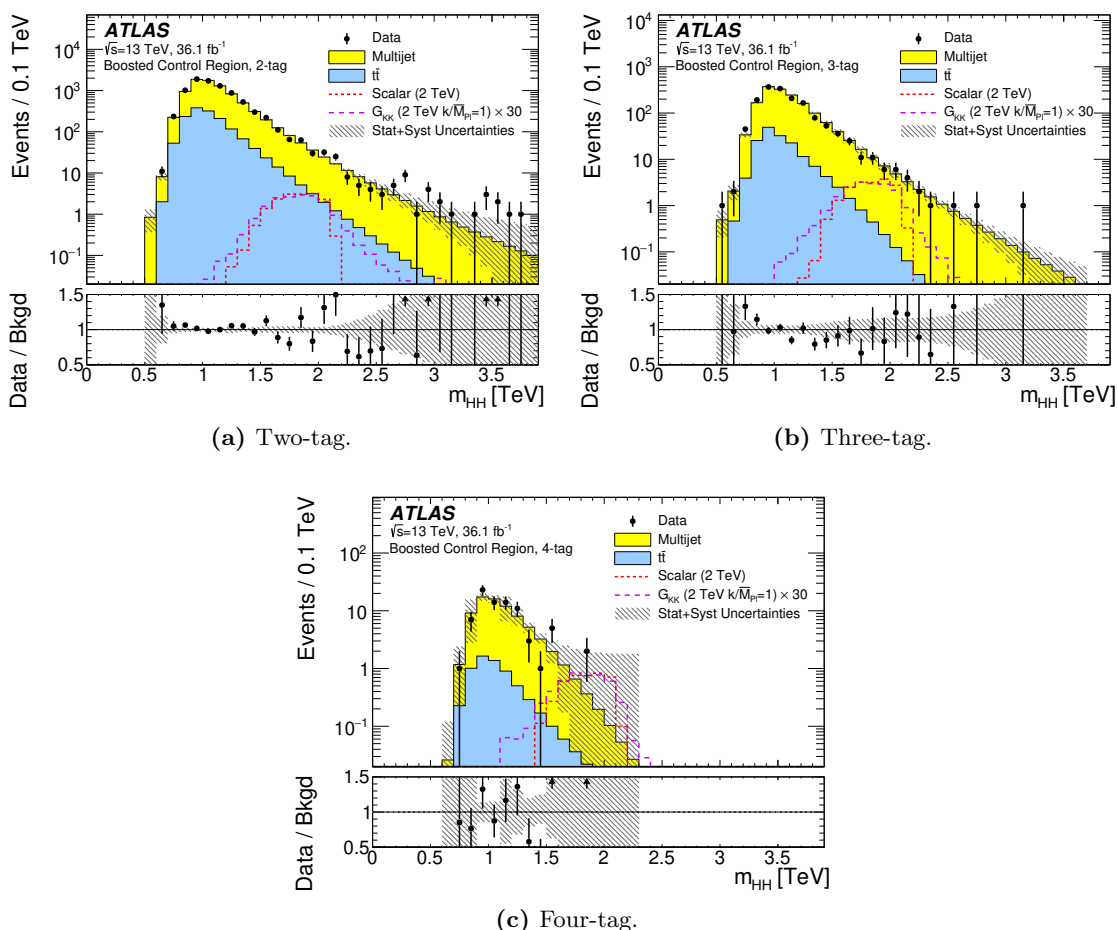 ATLAS
√s=13 TeV, 36.1 fb⁻¹
Boosted Control Region, 2-tag
Data
Multijet
tt̄
Scalar (2 TeV)
G_KK (2 TeV k/M̄_Pl=1) × 30
Stat+Syst Uncertainties
Events / 0.1 TeV
10⁴
10³
10²
10
1
10⁻¹
Data / Bkgd
1.5
1
0.5
0 0.5 1 1.5 2 2.5 3 3.5
m_HH [TeV]
(a) Two-tag.
ATLAS
√s=13 TeV, 36.1 fb⁻¹
Boosted Control Region, 3-tag
Data
Multijet
tt̄
Scalar (2 TeV)
G_KK (2 TeV k/M̄_Pl=1) × 30
Stat+Syst Uncertainties
Events / 0.1 TeV
10⁴
10³
10²
10
1
10⁻¹
Data / Bkgd
1.5
1
0.5
0 0.5 1 1.5 2 2.5 3 3.5
m_HH [TeV]
(b) Three-tag.
ATLAS
√s=13 TeV, 36.1 fb⁻¹
Boosted Control Region, 4-tag
Data
Multijet
tt̄
Scalar (2 TeV)
G_KK (2 TeV k/M̄_Pl=1) × 30
Stat+Syst Uncertainties
Events / 0.1 TeV
10²
10
1
10⁻¹
Data / Bkgd
1.5
1
0.5
0 0.5 1 1.5 2 2.5 3 3.5
m_HH [TeV]
(c) Four-tag.